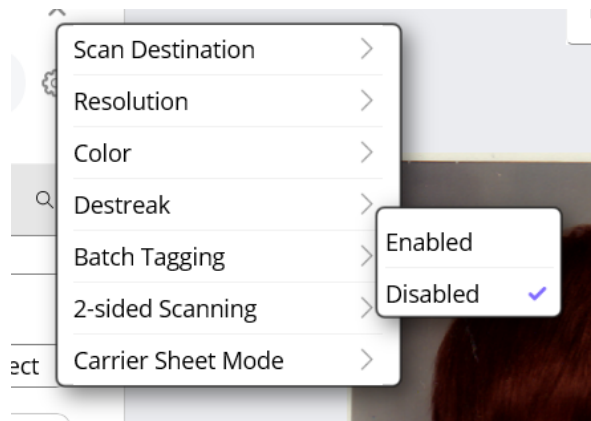 Scan Destination
Resolution
Color
Destreak
Enabled
Batch Tagging
Disabled
2-sided Scanning
ect
Carrier Sheet Mode